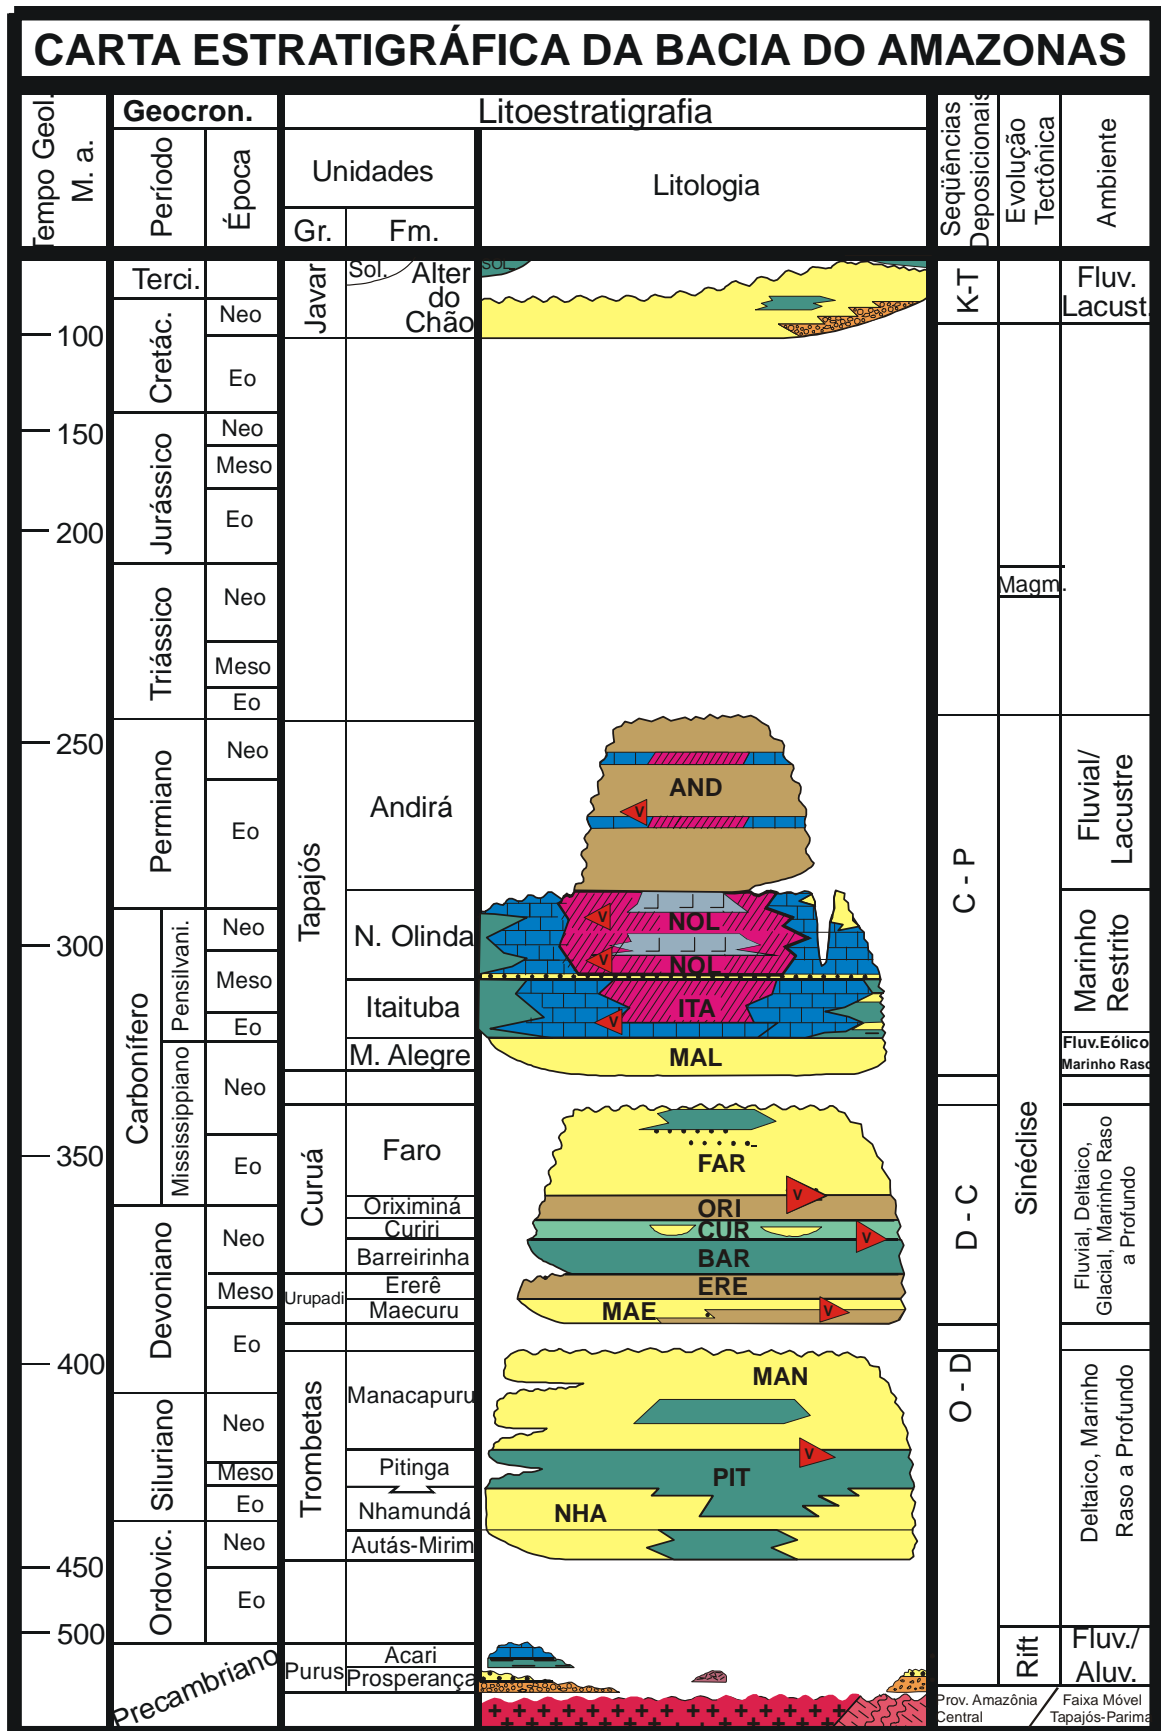 CARTA ESTRATIGRÁFICA DA BACIA DO AMAZONAS
Tempo Geol.
M. a.
Geocron.
Período
Época
Litoestratigrafia
Unidades
Gr.
Fm.
Litologia
Seqüências
Deposicionais
Evolução
Tectônica
Ambiente
100
150
200
250
300
350
400
450
500
Terci.
Cretác.
Neo
Eo
Jurássico
Neo
Meso
Eo
Triássico
Neo
Meso
Eo
Permiano
Neo
Eo
Carbonífero
Pensilvani.
Neo
Meso
Eo
Mississippiano
Neo
Eo
Devoniano
Neo
Meso
Eo
Siluriano
Neo
Meso
Eo
Ordovic.
Neo
Eo
Precambriano
Javar
Sol.
Alter
do
Chão
Tapajós
Andirá
N. Olinda
Itaituba
M. Alegre
Curuá
Faro
Oriximiná
Curiri
Barreirinha
Urupadi
Ererê
Maecuru
Trombetas
Manacapuru
Pitinga
Nhamundá
Autás-Mirim
Purus
Acari
Prosperança
SOL
AND
V
V
NOL
V
NOL
ITA
V
MAL
FAR
V
ORI
CUR
V
BAR
ERE
MAE
V
MAN
V
PIT
NHA
K-T
C - P
D - C
O - D
Magm.
Sinéclise
Rift
Fluv.
Lacust.
Fluvial/
Lacustre
Marinho
Restrito
Fluv.Eólico
Marinho Raso
Fluvial, Deltaico,
Glacial, Marinho Raso
a Profundo
Deltaico, Marinho
Raso a Profundo
Fluv./
Aluv.
Prov. Amazônia
Central
Faixa Móvel
Tapajós-Parima